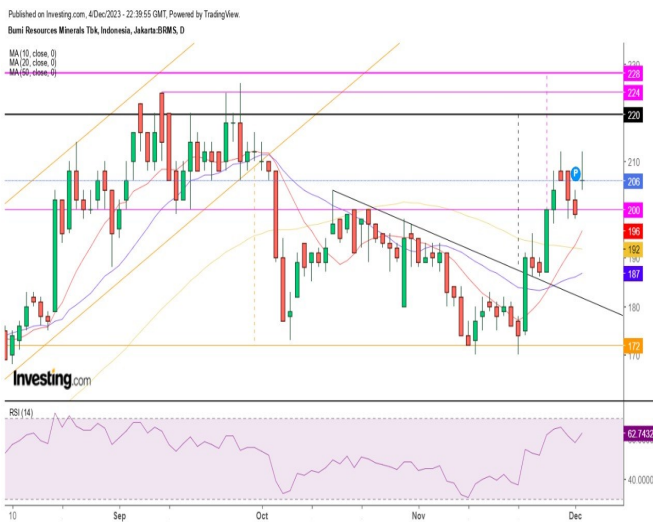 Published on Investing.com, 4/Dec/2023 - 22:39:55 GMT, Powered by TradingView.
Bumi Resources Minerals Tbk, Indonesia, Jakarta:BRMS, D
MA (10, close, 0)
MA (20, close, 0)
MA (50, close, 0)
228
224
220
210
206
200
196
192
187
180
172
170
P
Investing.com
RSI (14)
62.7432
40.0000
10 Sep Oct Nov Dec